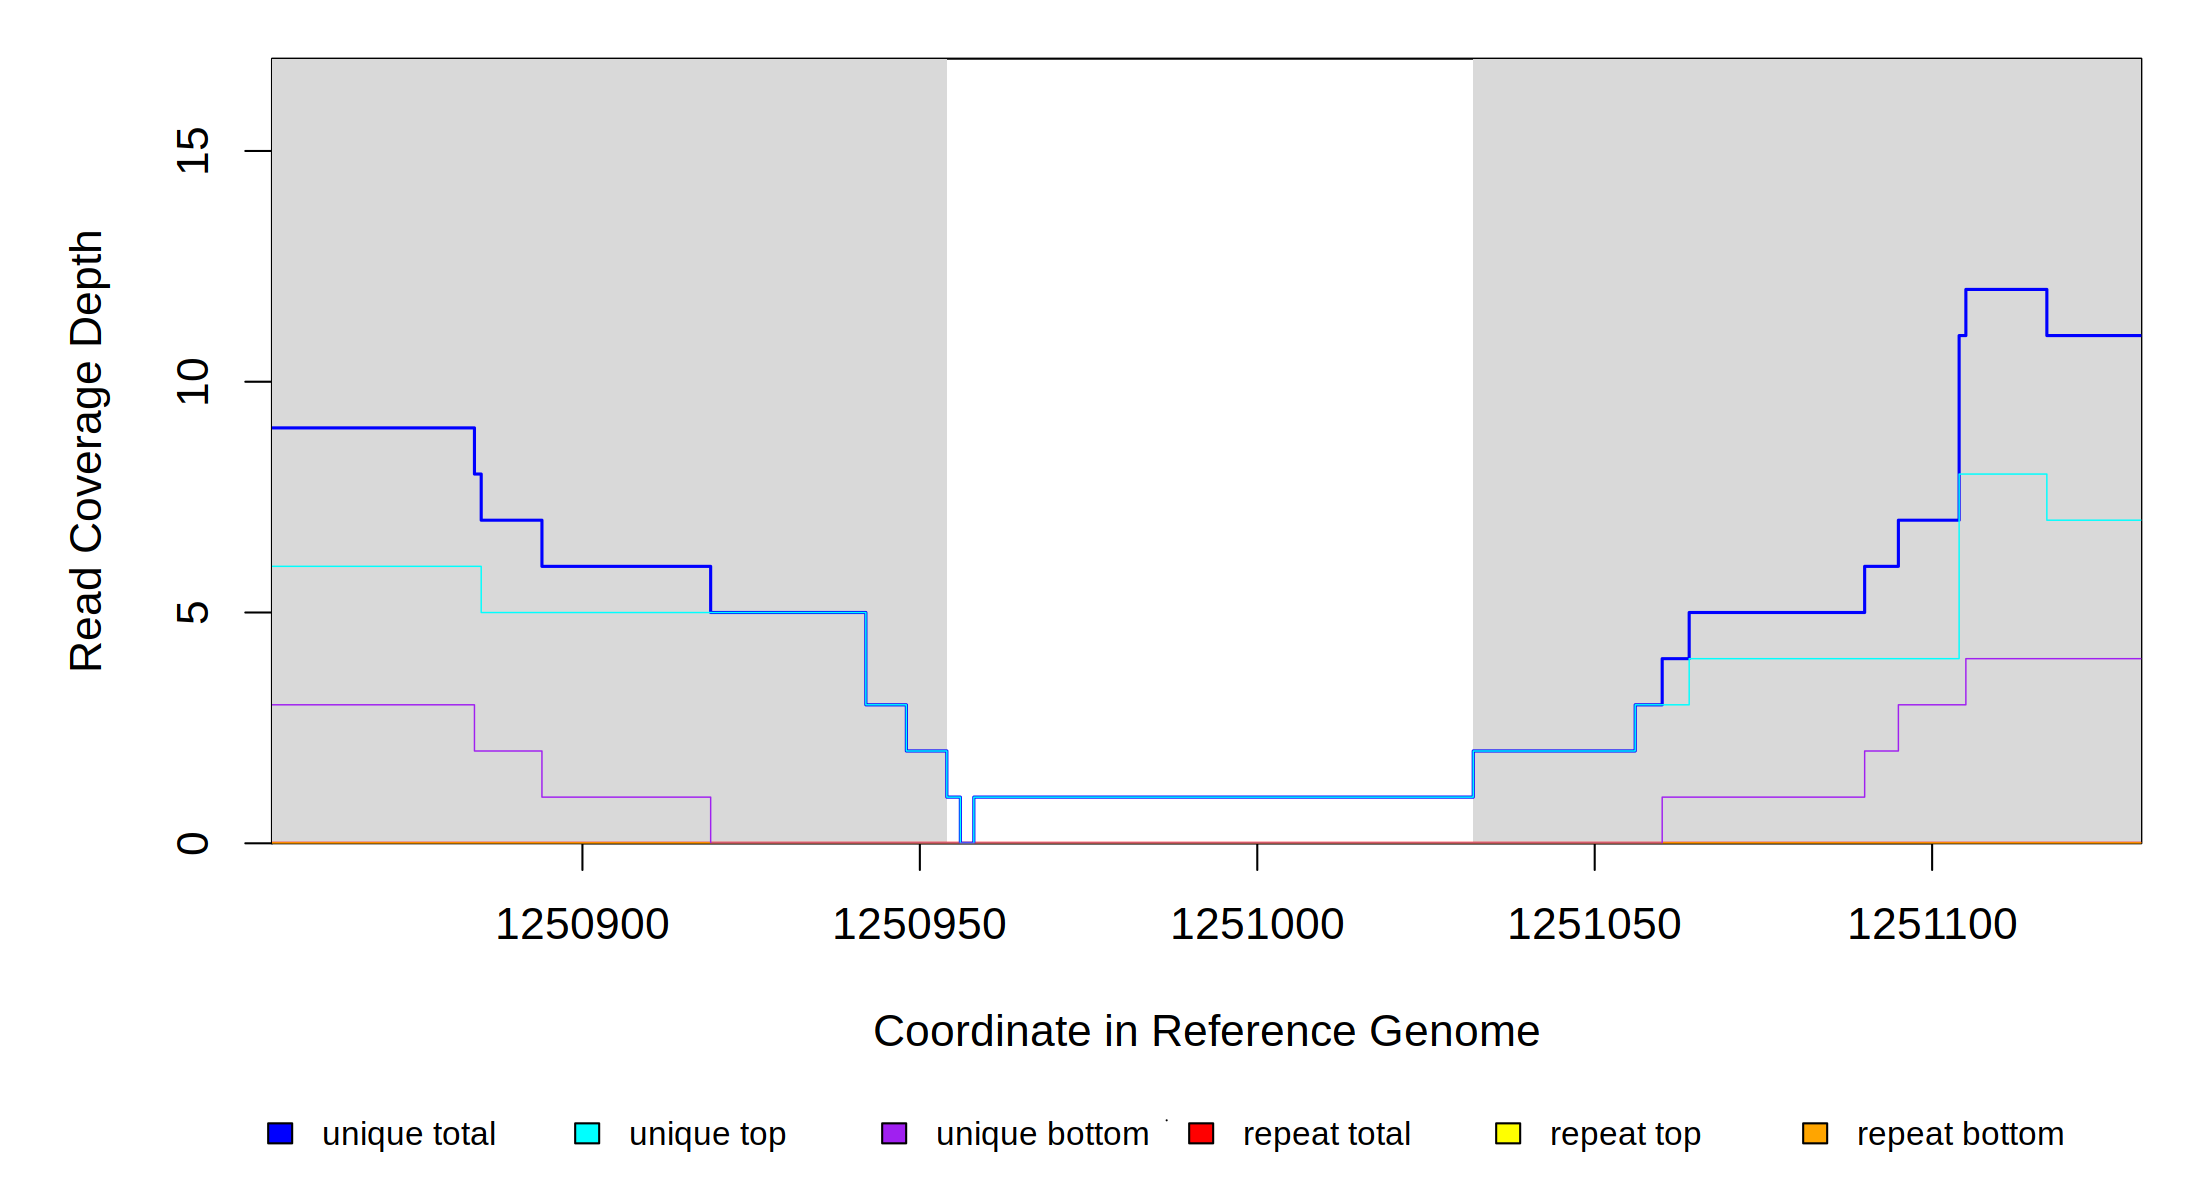 15
10
5
0
Read Coverage Depth
1250900 1250950 1251000 1251050 1251100
Coordinate in Reference Genome
unique total unique top unique bottom repeat total repeat top repeat bottom